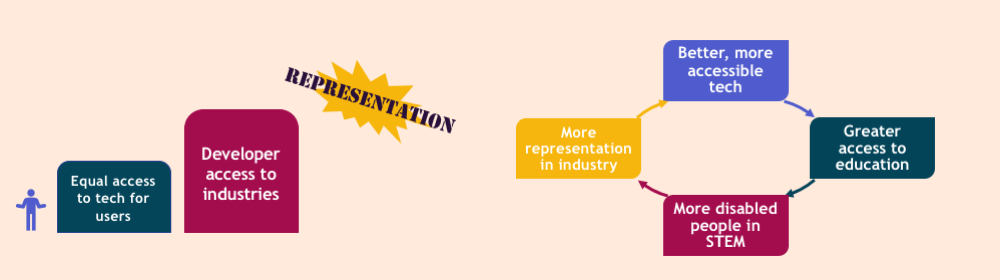 REPRESENTATION
Equal access
to tech for
users
Developer
access to
industries
Better, more
accessible
tech
Greater
access to
education
More disabled
people in
STEM
More
representation
in industry